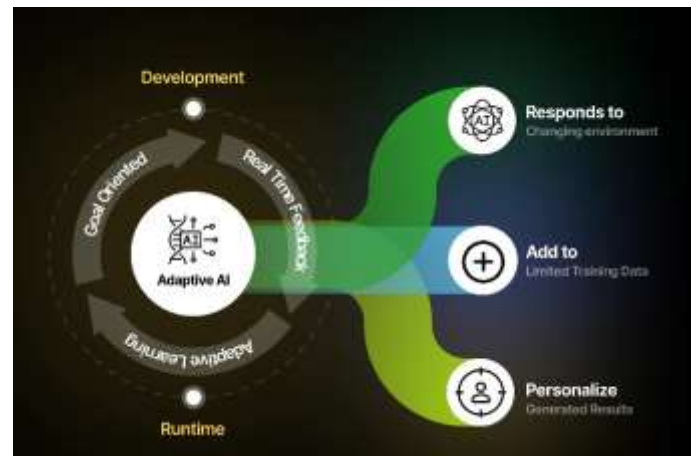 Development
Goal Oriented
Real Time Feedback
AI
Adaptive AI
Adaptive Learning
Runtime
AI
Responds to
Changing environment
Add to
Limited Training Data
Personalize
Generated Results